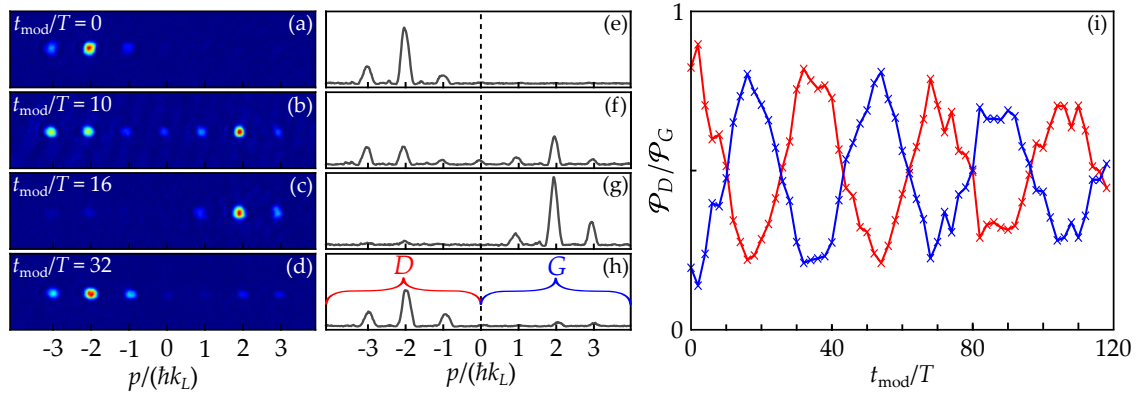 t_mod/T = 0 (a)
t_mod/T = 10 (b)
t_mod/T = 16 (c)
t_mod/T = 32 (d)
-3 -2 -1 0 1 2 3
p/(ℏk_L)
(e)
(f)
(g)
(h)
D G
-3 -2 -1 0 1 2 3
p/(ℏk_L)
(i)
1
𝒫_D/𝒫_G
0
0 40 80 120
t_mod/T